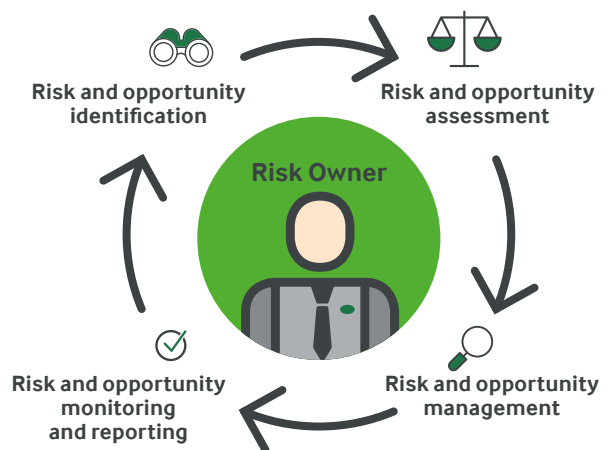 Risk and opportunity
identification
Risk and opportunity
assessment
Risk Owner
Risk and opportunity
monitoring
and reporting
Risk and opportunity
management